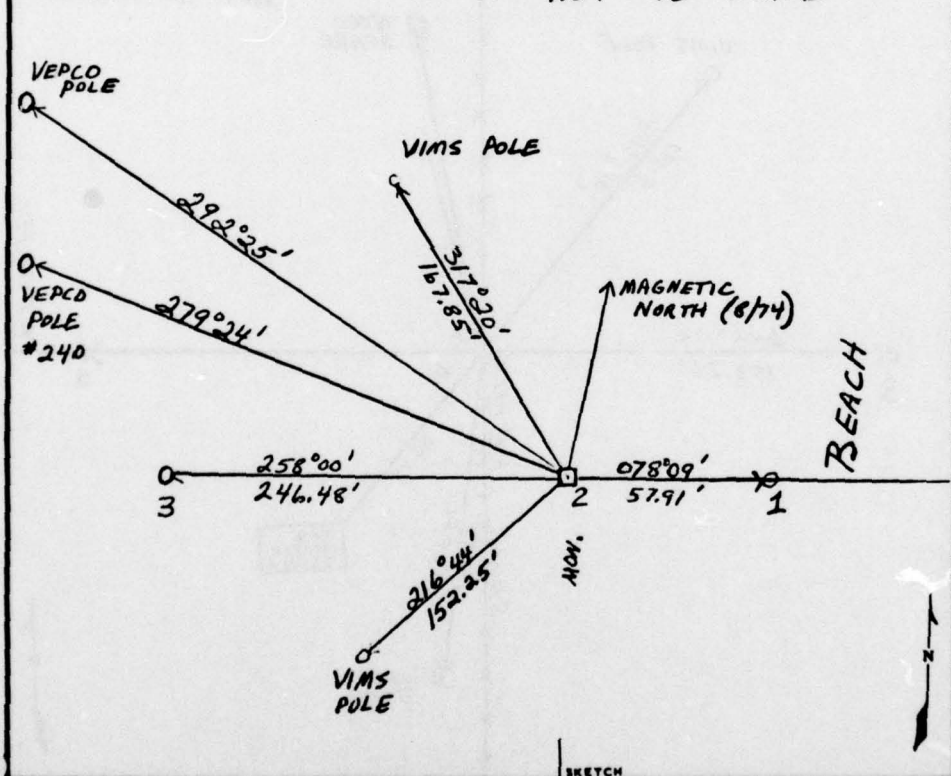 VEPCO
POLE
VIMS POLE
292°25'
317°20'
167.85'
VEPCO
POLE
#240
279°24'
MAGNETIC
NORTH (8/74)
BEACH
258°00'
246.48'
078°09'
57.91'
3
2
1
MON.
216°44'
152.25'
VIMS
POLE
N
SKETCH